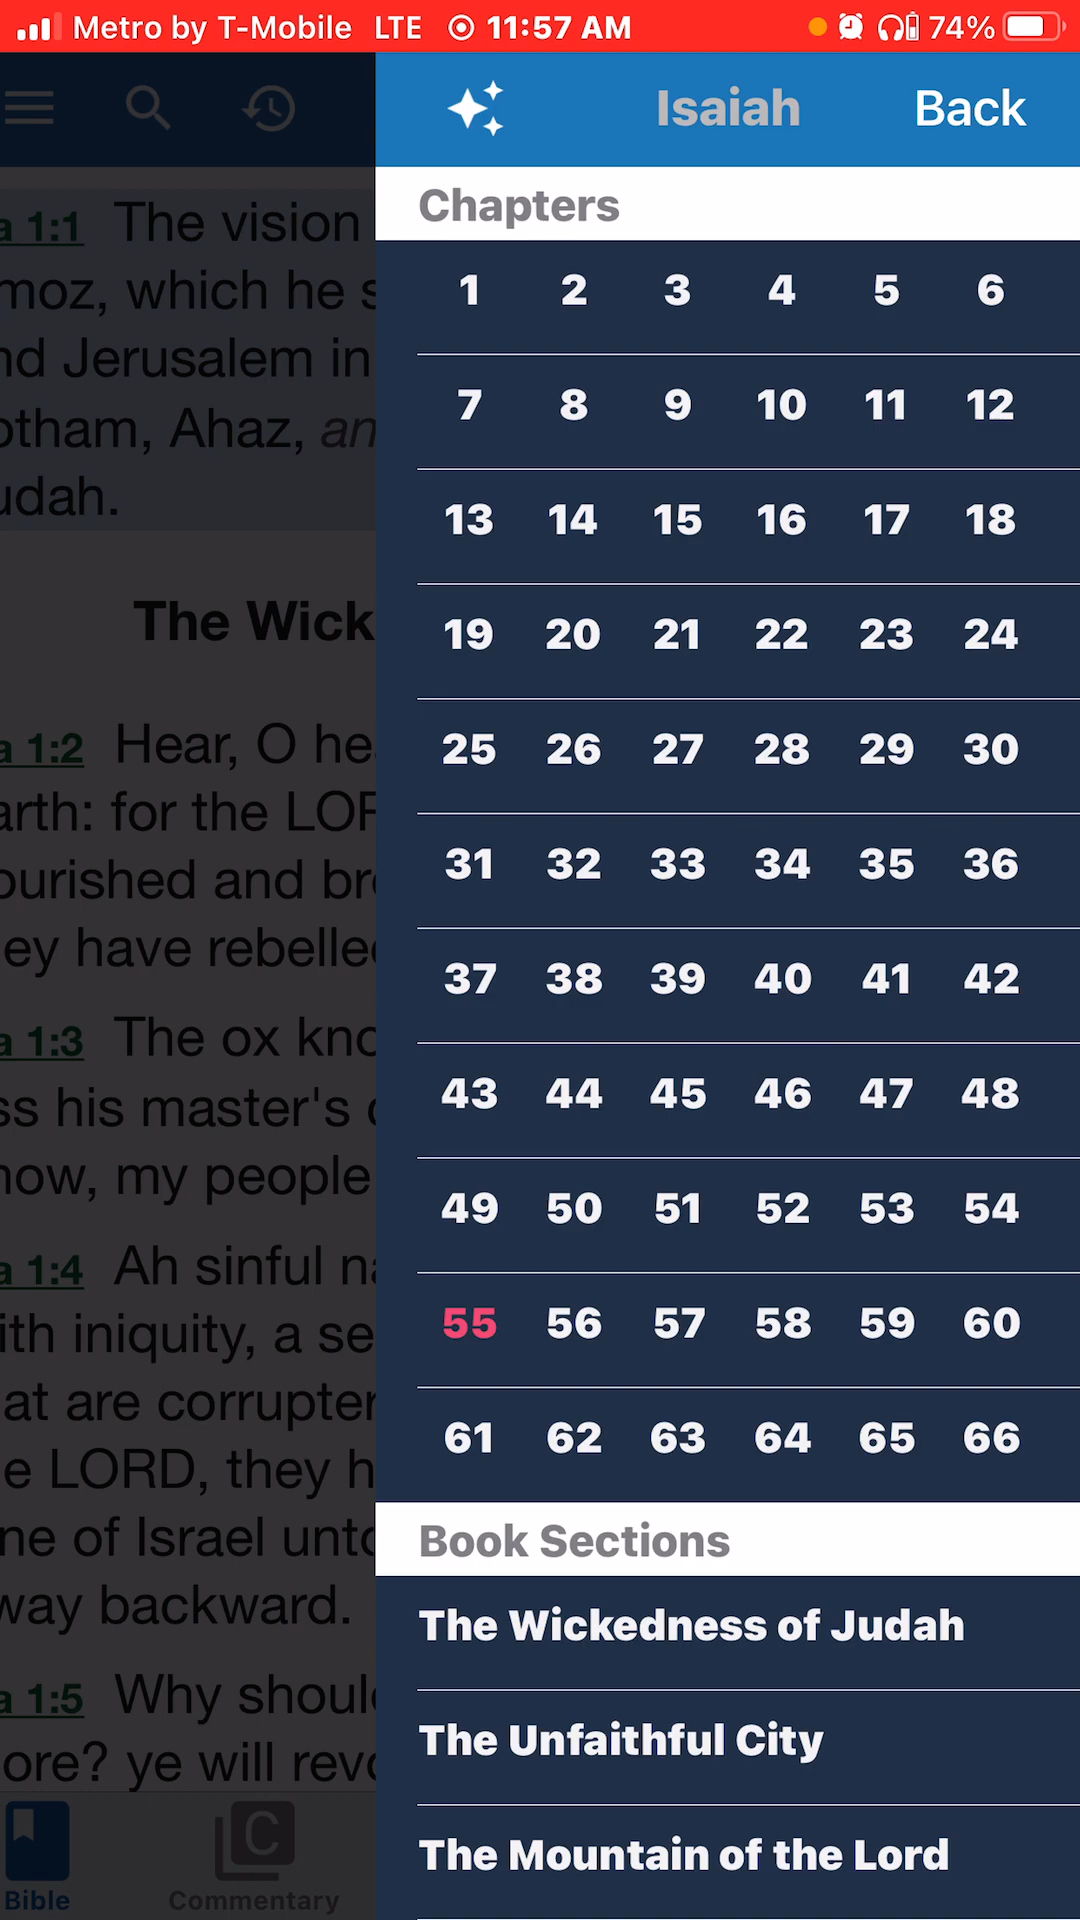 Metro by T-Mobile LTE 11:57 AM 74%
Isaiah Back
Chapters
1 2 3 4 5 6
7 8 9 10 11 12
13 14 15 16 17 18
19 20 21 22 23 24
25 26 27 28 29 30
31 32 33 34 35 36
37 38 39 40 41 42
43 44 45 46 47 48
49 50 51 52 53 54
55 56 57 58 59 60
61 62 63 64 65 66
Book Sections
The Wickedness of Judah
The Unfaithful City
The Mountain of the Lord
a 1:1 The vision
moz, which he s
nd Jerusalem in
otham, Ahaz, an
udah.
The Wick
a 1:2 Hear, O he
arth: for the LOR
ourished and bro
ey have rebelled
a 1:3 The ox kno
ss his master's c
now, my people
a 1:4 Ah sinful na
ith iniquity, a se
at are corrupter
e LORD, they h
ne of Israel unto
way backward.
a 1:5 Why should
ore? ye will revo
Bible
C
Commentary